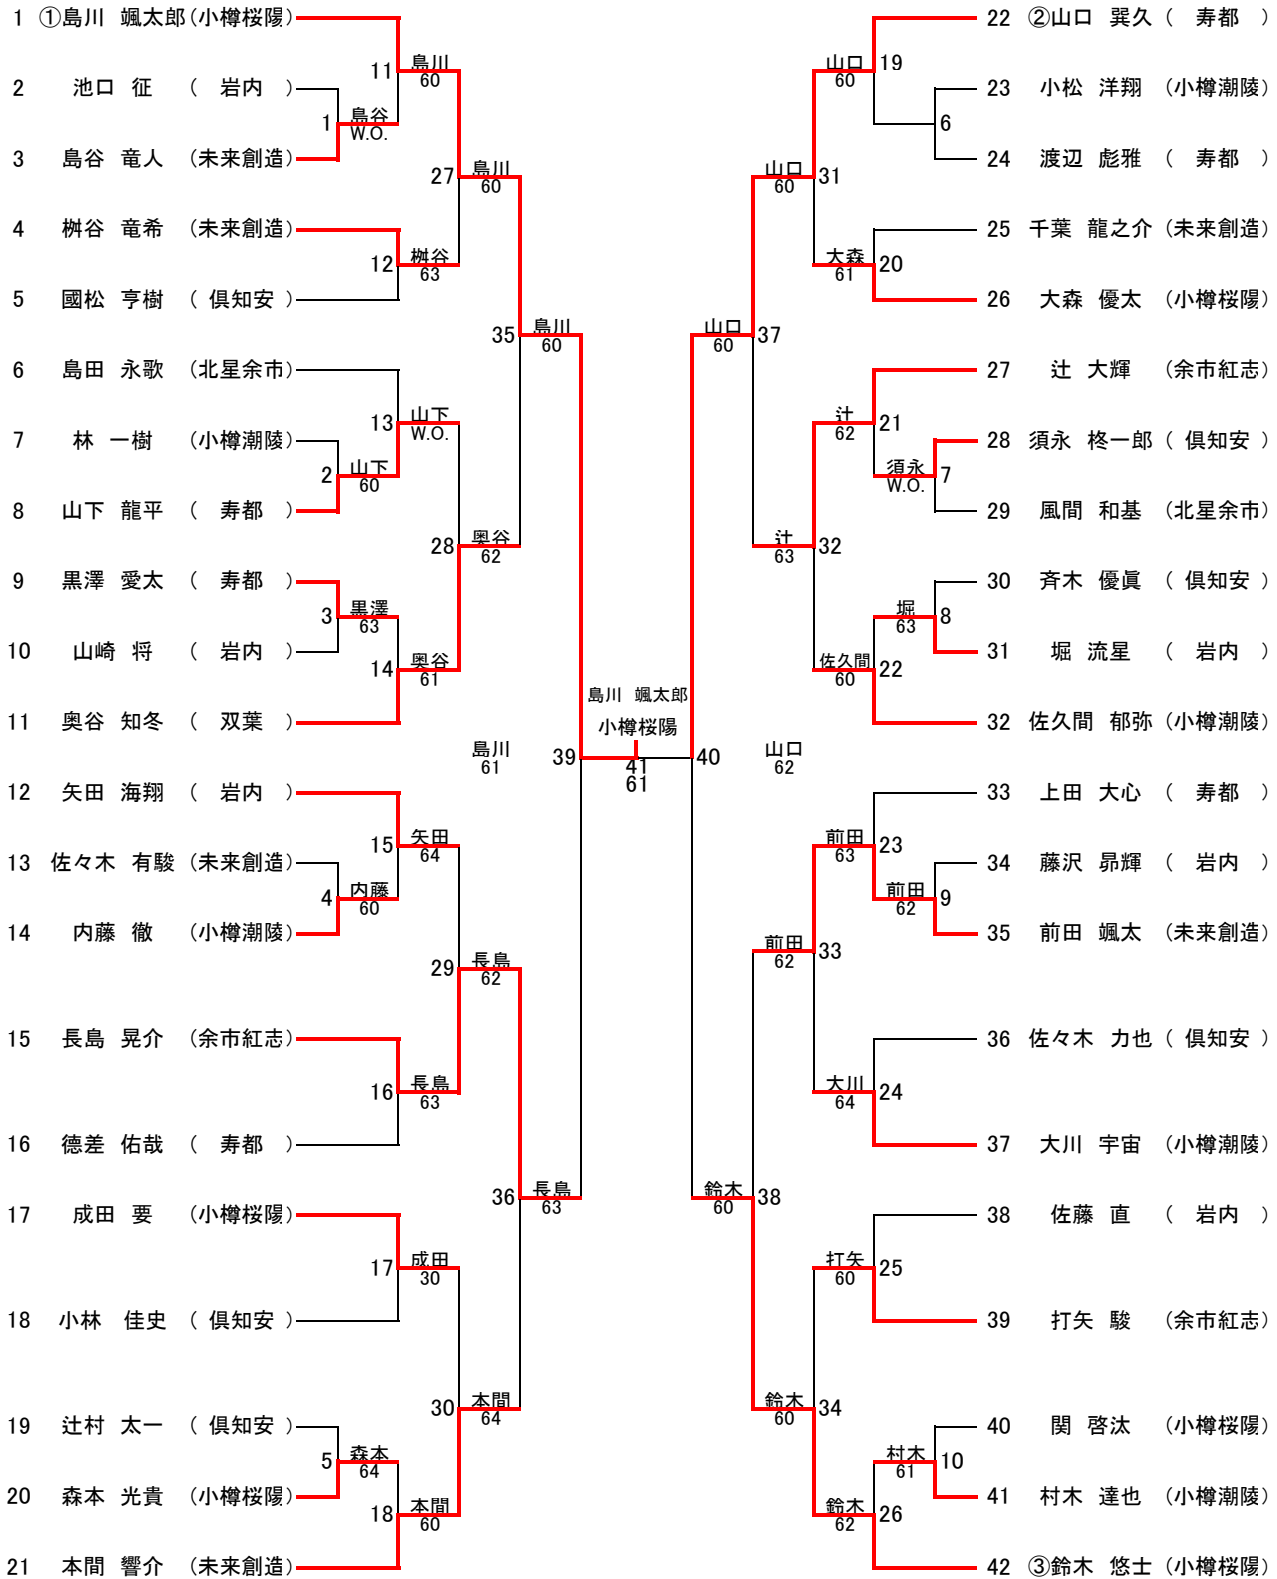 1 ①島川 颯太郎 (小樽桜陽)
2 池口 征 ( 岩内 )
3 島谷 竜人 (未来創造)
4 桝谷 竜希 (未来創造)
5 國松 亨樹 ( 倶知安 )
6 島田 永歌 (北星余市)
7 林 一樹 (小樽潮陵)
8 山下 龍平 ( 寿都 )
9 黒澤 愛太 ( 寿都 )
10 山崎 将 ( 岩内 )
11 奥谷 知冬 ( 双葉 )
12 矢田 海翔 ( 岩内 )
13 佐々木 有駿 (未来創造)
14 内藤 徹 (小樽潮陵)
15 長島 晃介 (余市紅志)
16 德差 佑哉 ( 寿都 )
17 成田 要 (小樽桜陽)
18 小林 佳史 ( 倶知安 )
19 辻村 太一 ( 倶知安 )
20 森本 光貴 (小樽桜陽)
21 本間 響介 (未来創造)
1 島谷
W.O.
2 山下
60
3 黒澤
63
4 内藤
60
5 森本
64
11 島川
60
12 桝谷
63
13 山下
W.O.
14 奥谷
61
15 矢田
64
16 長島
63
17 成田
30
18 本間
60
27 島川
60
28 奥谷
62
29 長島
62
30 本間
64
35 島川
60
36 長島
63
島川
61
39
島川 颯太郎
小樽桜陽
41
61
40
山口
62
山口
60
37
鈴木
60
38
山口
60
31
辻
63
32
前田
62
33
鈴木
60
34
山口
60
19
大森
61
20
辻
62
21
佐久間
60
22
前田
63
23
大川
64
24
打矢
60
25
鈴木
62
26
6
須永
W.O.
7
堀
63
8
前田
62
9
村木
61
10
22 ②山口 巽久 ( 寿都 )
23 小松 洋翔 (小樽潮陵)
24 渡辺 彪雅 ( 寿都 )
25 千葉 龍之介 (未来創造)
26 大森 優太 (小樽桜陽)
27 辻 大輝 (余市紅志)
28 須永 柊一郎 ( 倶知安 )
29 風間 和基 (北星余市)
30 斉木 優眞 ( 倶知安 )
31 堀 流星 ( 岩内 )
32 佐久間 郁弥 (小樽潮陵)
33 上田 大心 ( 寿都 )
34 藤沢 昴輝 ( 岩内 )
35 前田 颯太 (未来創造)
36 佐々木 力也 ( 倶知安 )
37 大川 宇宙 (小樽潮陵)
38 佐藤 直 ( 岩内 )
39 打矢 駿 (余市紅志)
40 関 啓汰 (小樽桜陽)
41 村木 達也 (小樽潮陵)
42 ③鈴木 悠士 (小樽桜陽)